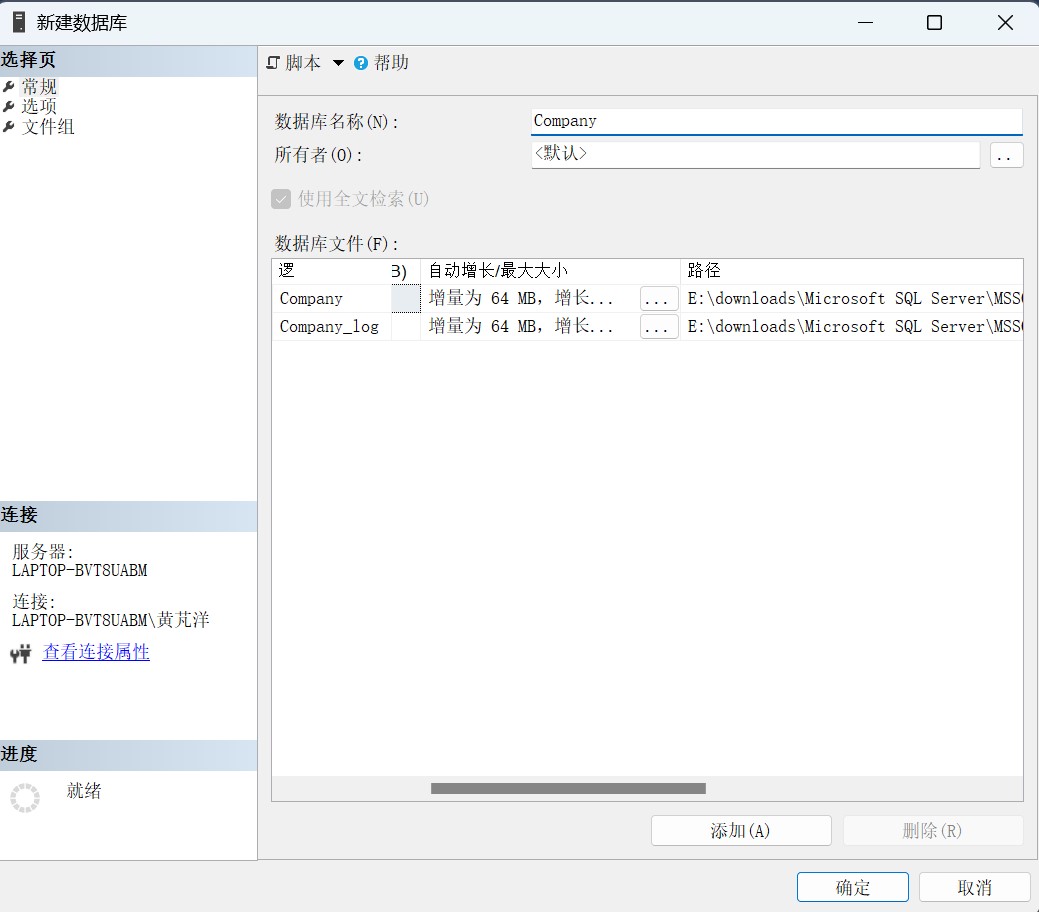 新建数据库
选择页
常规
选项
文件组
脚本 帮助
数据库名称(N):
Company
所有者(O):
<默认>
..
使用全文检索(U)
数据库文件(F):
逻 B) 自动增长/最大大小 路径
Company 增量为 64 MB，增长... ... E:\downloads\Microsoft SQL Server\MSS
Company_log 增量为 64 MB，增长... ... E:\downloads\Microsoft SQL Server\MSS
连接
服务器:
LAPTOP-BVT8UABM
连接:
LAPTOP-BVT8UABM\黄芃洋
查看连接属性
进度
就绪
添加(A) 删除(R)
确定 取消